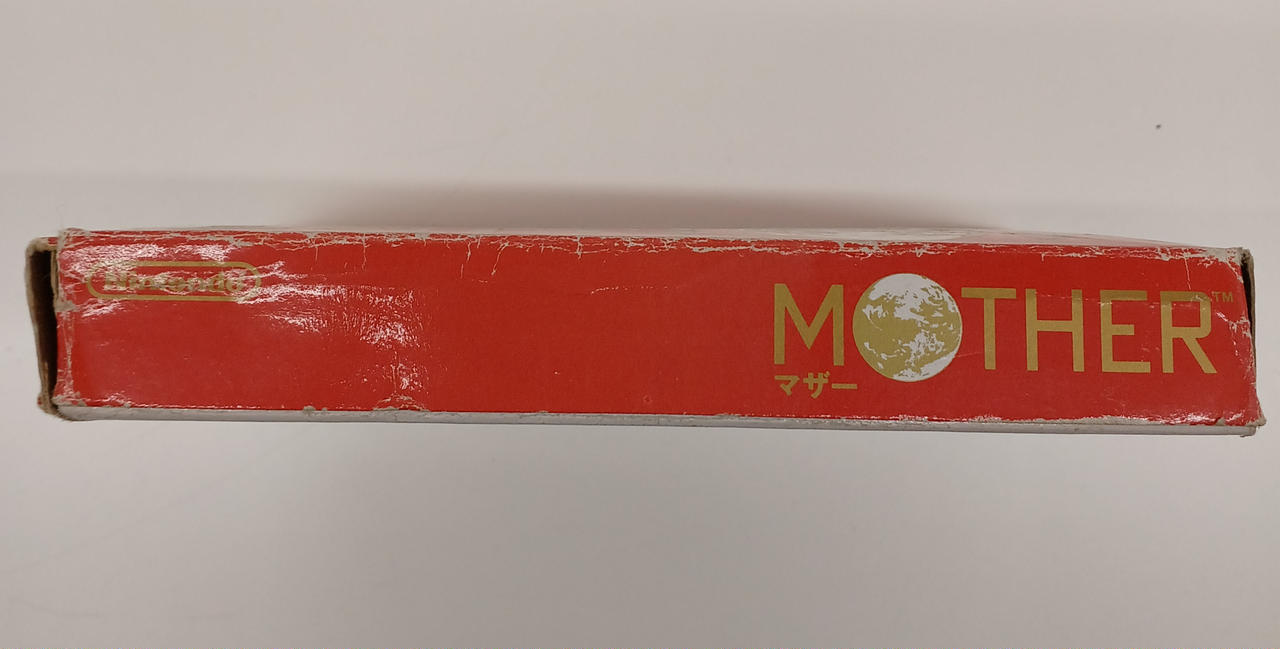 Nintendo
MOTHER™
マザー